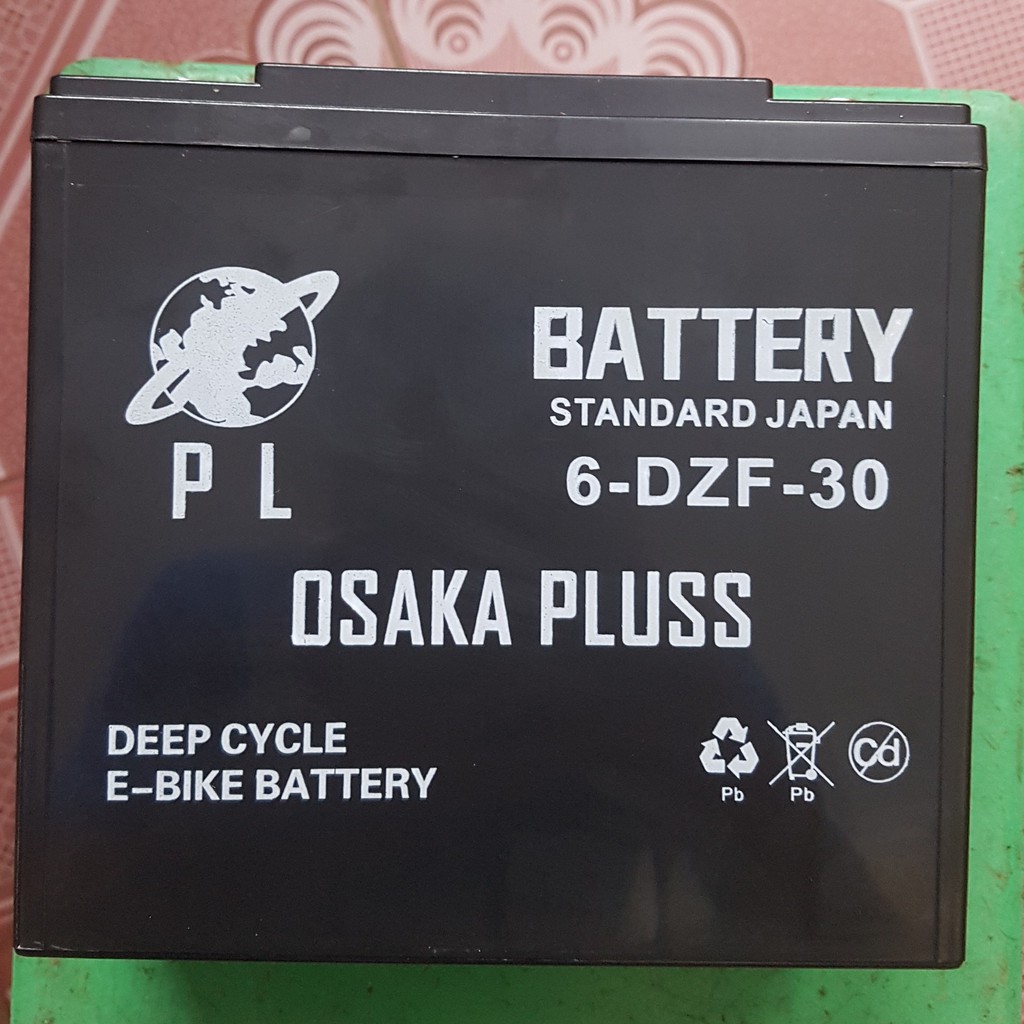 BATTERY
STANDARD JAPAN
6-DZF-30
P L
OSAKA PLUSS
DEEP CYCLE
E-BIKE BATTERY
Pb
Pb
Cd